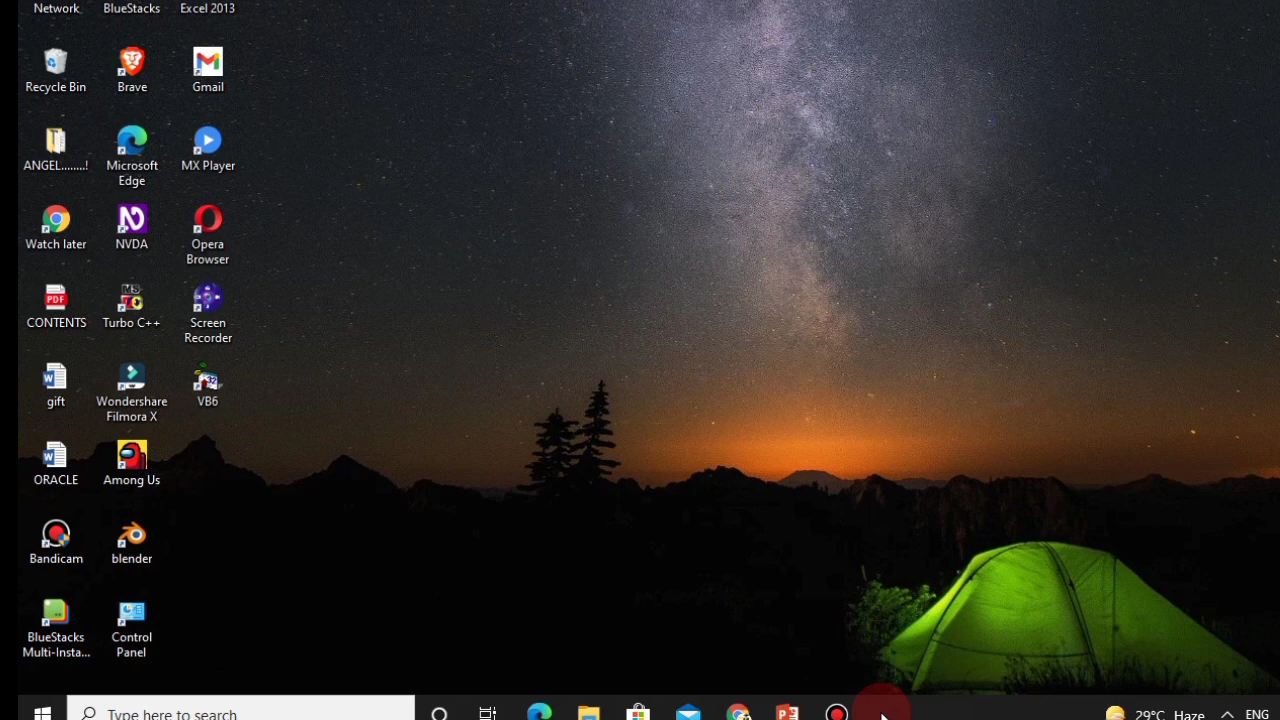 Network
BlueStacks
Excel 2013
Recycle Bin
Brave
Gmail
ANGEL........!
Microsoft
Edge
MX Player
Watch later
NVDA
Opera
Browser
CONTENTS
Turbo C++
Screen
Recorder
gift
Wondershare
Filmora X
VB6
ORACLE
Among Us
Bandicam
blender
BlueStacks
Multi-Insta...
Control
Panel
Type here to search
29°C Haze
ENG